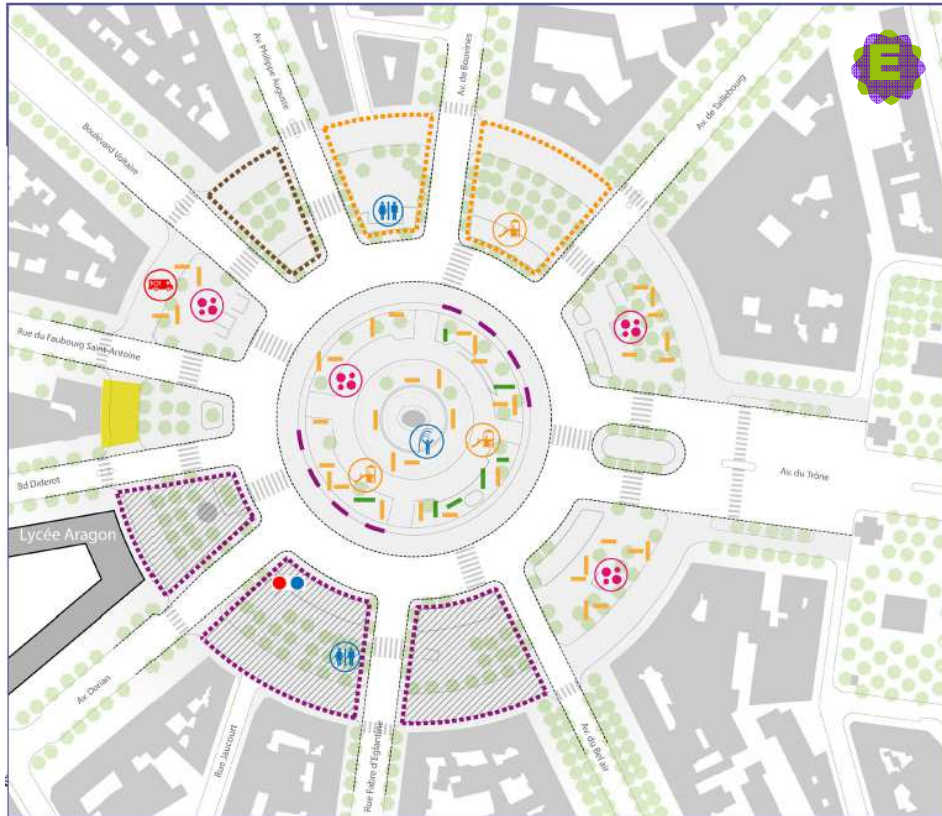 E
Av. Philippe Auguste
Av. de Bouvines
Av. de Taillebourg
Boulevard Voltaire
Rue du Faubourg Saint-Antoine
Bd Diderot
Av. du Trône
Lycée Aragon
Av. Dorian
Rue Jaucourt
Rue Fabre d'Eglantine
Av. du Bel air